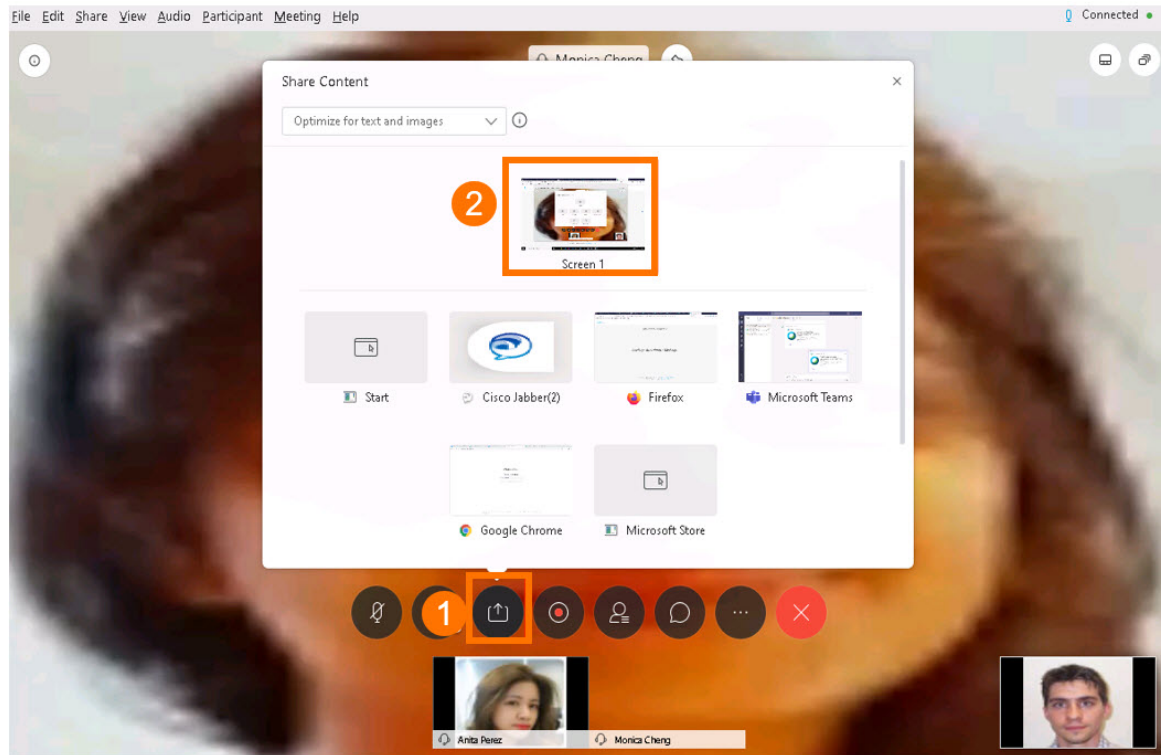 File Edit Share View Audio Participant Meeting Help
Connected
Monica Cheng
Share Content
Optimize for text and images
2
Screen 1
Start
Cisco Jabber(2)
Firefox
Microsoft Teams
Google Chrome
Microsoft Store
1
Anita Perez
Monica Cheng